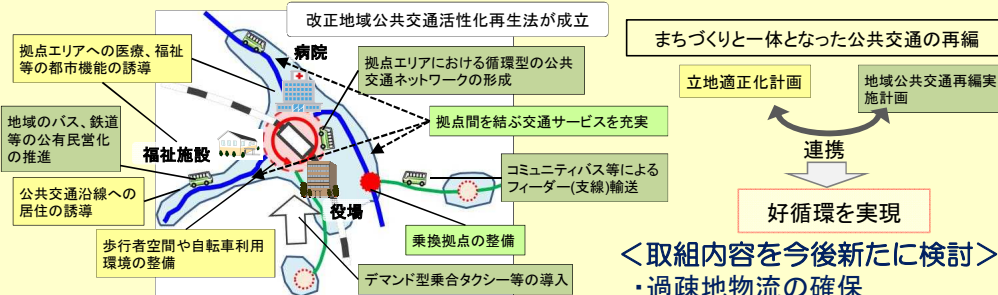 改正地域公共交通活性化再生法が成立
拠点エリアへの医療、福祉
等の都市機能の誘導
病院
拠点エリアにおける循環型の公共
交通ネットワークの形成
地域のバス、鉄道
等の公有民営化
の推進
福祉施設
拠点間を結ぶ交通サービスを充実
公共交通沿線への
居住の誘導
役場
コミュニティバス等による
フィーダー(支線)輸送
歩行者空間や自転車利用
環境の整備
乗換拠点の整備
デマンド型乗合タクシー等の導入
まちづくりと一体となった公共交通の再編
立地適正化計画
地域公共交通再編実
施計画
連携
好循環を実現
＜取組内容を今後新たに検討＞
・過疎地物流の確保